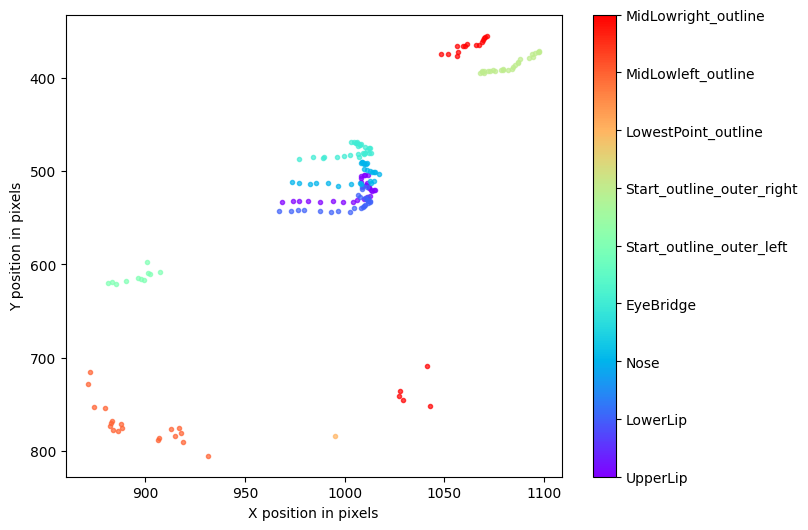 400
500
600
700
800
Y position in pixels
900
950
1000
1050
1100
X position in pixels
MidLowright_outline
MidLowleft_outline
LowestPoint_outline
Start_outline_outer_right
Start_outline_outer_left
EyeBridge
Nose
LowerLip
UpperLip